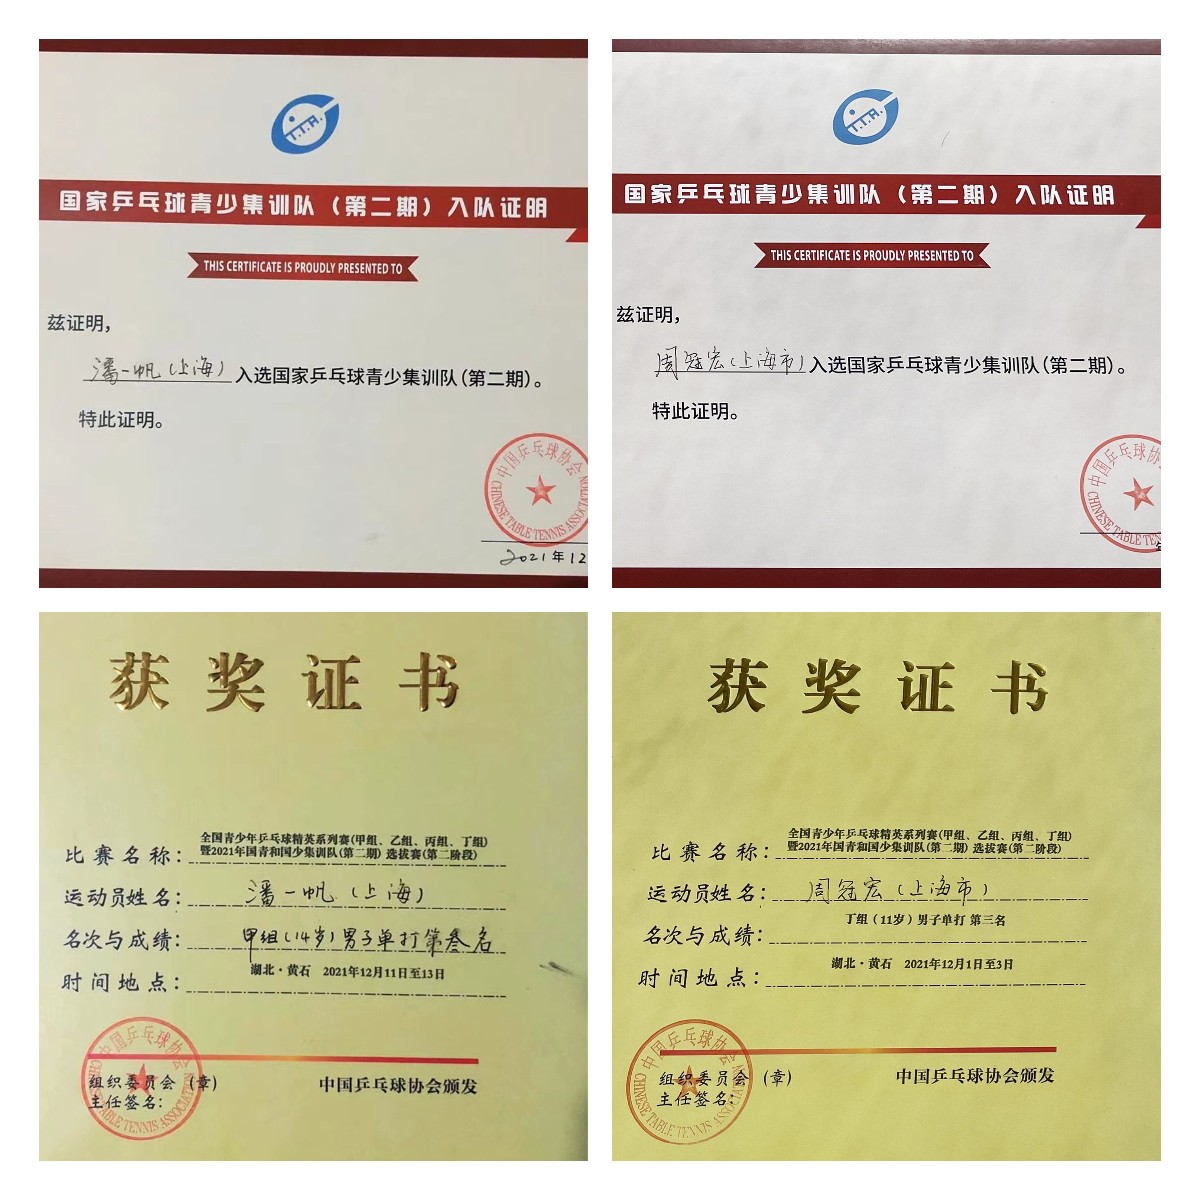 T.T.A.
国家乒乓球青少集训队（第二期）入队证明
THIS CERTIFICATE IS PROUDLY PRESENTED TO
兹证明，
潘一帆（上海）入选国家乒乓球青少集训队(第二期)。
特此证明。
中国乒乓球协会
CHINESE TABLE TENNIS ASSOCIATION
2021年12
T.T.A.
国家乒乓球青少集训队（第二期）入队证明
THIS CERTIFICATE IS PROUDLY PRESENTED TO
兹证明，
周冠宏（上海市）入选国家乒乓球青少集训队(第二期)。
特此证明。
中国乒乓球协
CHINESE TABLE TENN
年
获奖证书
比赛名称：全国青少年乒乓球精英系列赛(甲组、乙组、丙组、丁组)
暨2021年国青和国少集训队(第二期) 选拔赛(第二阶段)
运动员姓名：潘一帆（上海）
名次与成绩：甲组（14岁）男子单打第叁名
时间地点：湖北·黄石 2021年12月11日至13日
中国乒乓球协会
CHINESE TABLE TENNIS ASSOCIATION
组织委员会（章）
主任签名：
中国乒乓球协会颁发
获奖证书
比赛名称：全国青少年乒乓球精英系列赛(甲组、乙组、丙组、丁组)
暨2021年国青和国少集训队(第二期) 选拔赛(第二阶段)
运动员姓名：周冠宏（上海市）
名次与成绩：丁组（11岁）男子单打 第三名
时间地点：湖北·黄石 2021年12月1日至3日
中国乒乓球协会
CHINESE TABLE TENNIS ASSOCIATION
组织委员会（章）
主任签名：
中国乒乓球协会颁发